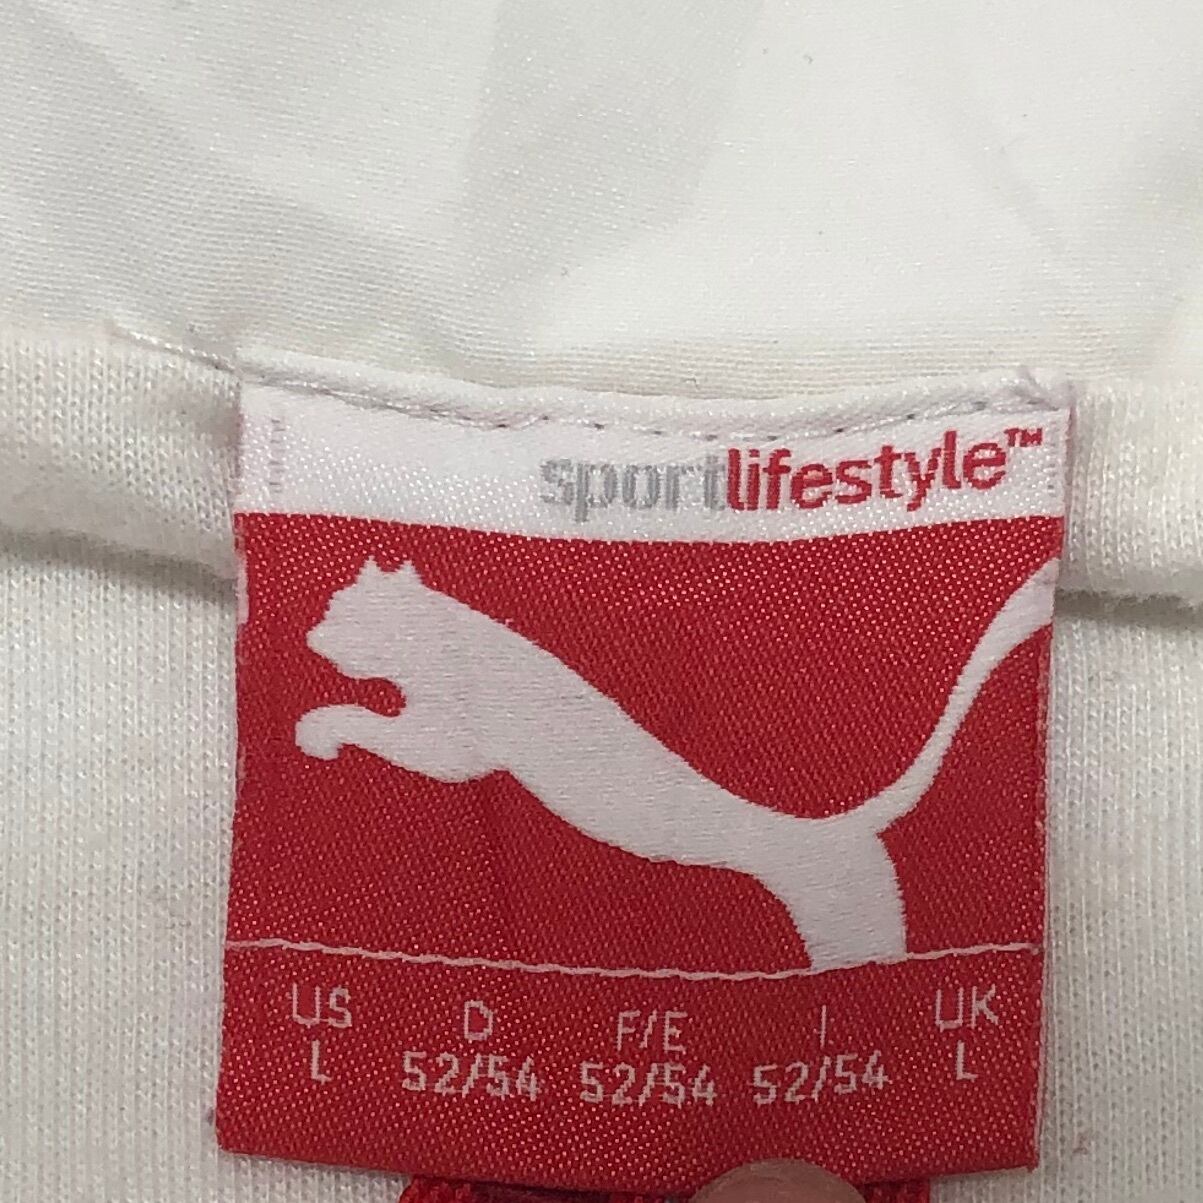 sportlifestyle™
US D F/E I UK
L 52/54 52/54 52/54 L